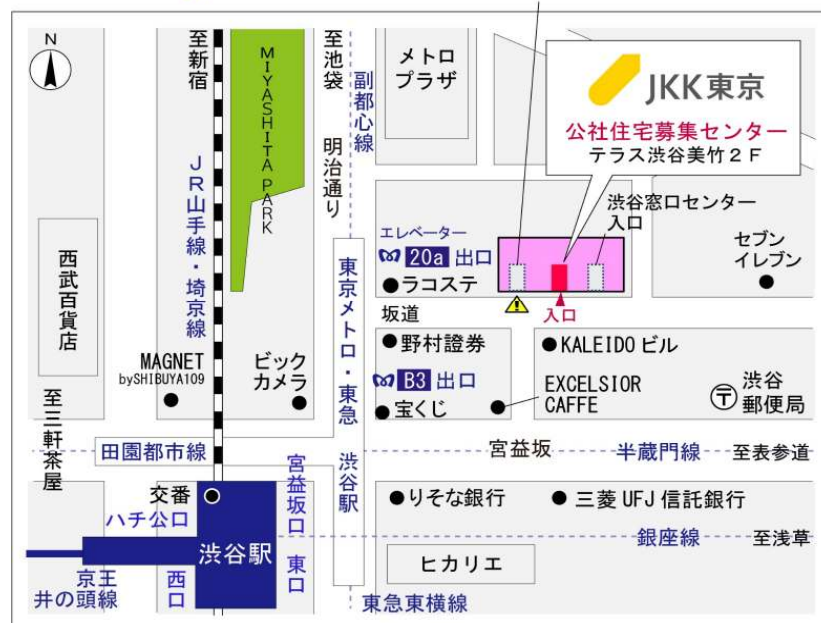 N
至新宿
MIYASHITA PARK
至池袋
副都心線
明治通り
メトロ
プラザ
JKK東京
公社住宅募集センター
テラス渋谷美竹2F
JR山手線・埼京線
渋谷窓口センター
入口
エレベーター
20a 出口
ラコステ
セブン
イレブン
西武百貨店
入口
坂道
東京メトロ・東急 渋谷駅
野村證券
KALEIDO ビル
MAGNET
bySHIBUYA109
ビック
カメラ
B3 出口
宝くじ
EXCELSIOR
CAFFE
〒
渋谷
郵便局
至三軒茶屋
田園都市線
宮益坂
半蔵門線
至表参道
宮益坂口
交番
ハチ公口
りそな銀行
三菱 UFJ 信託銀行
渋谷駅
銀座線
至浅草
東口
西口
ヒカリエ
京王
井の頭線
東急東横線